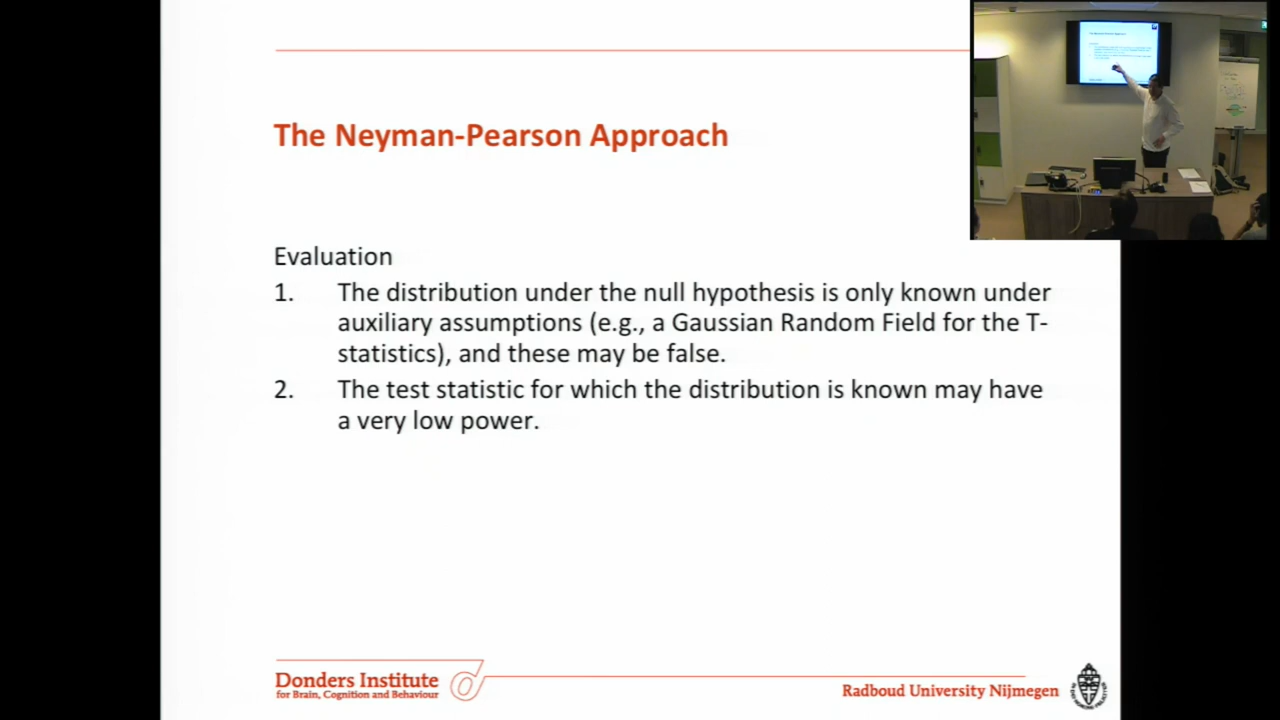 The Neyman-Pearson Approach
Evaluation
1. The distribution under the null hypothesis is only known under
auxiliary assumptions (e.g., a Gaussian Random Field for the T-
statistics), and these may be false.
2. The test statistic for which the distribution is known may have
a very low power.
Donders Institute
for Brain, Cognition and Behaviour
Radboud University Nijmegen